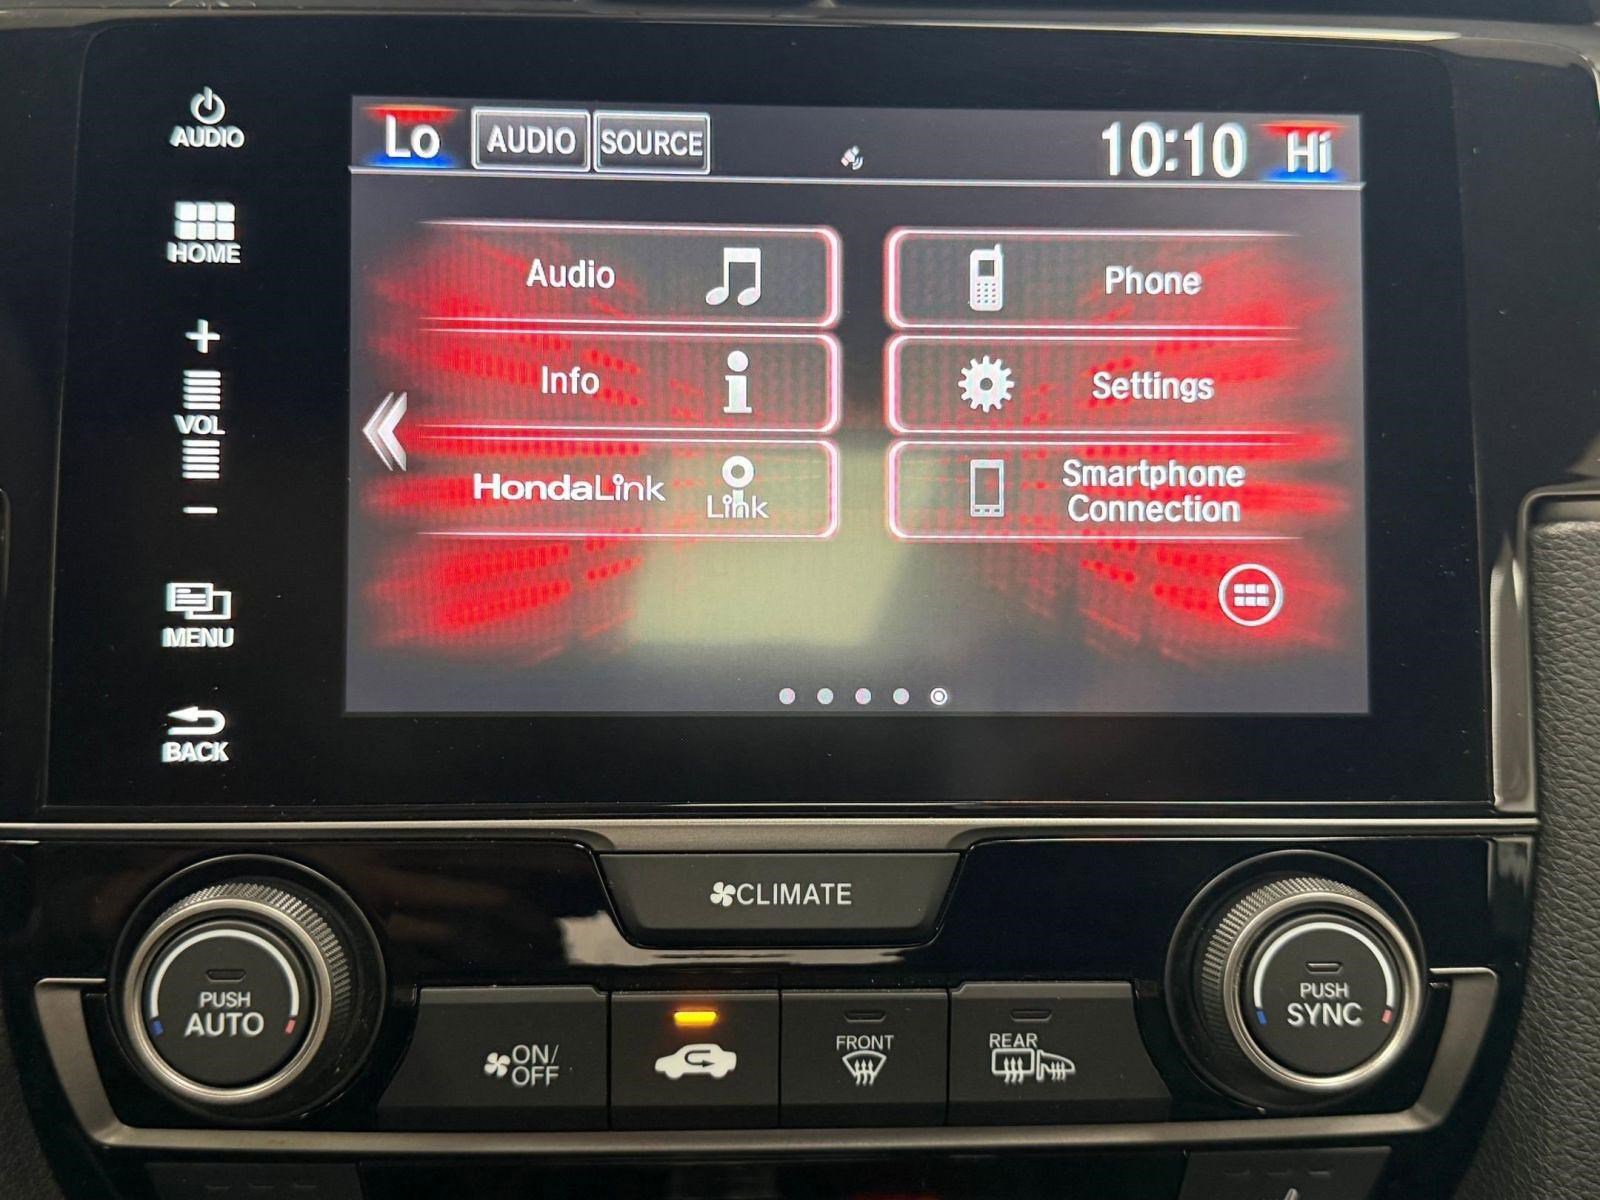 AUDIO
HOME
+
VOL
-
MENU
BACK
Lo AUDIO SOURCE 10:10 Hi
Audio
Phone
Info
Settings
HondaLink
Link
Smartphone
Connection
CLIMATE
PUSH
AUTO
ON/
OFF
FRONT
REAR
PUSH
SYNC